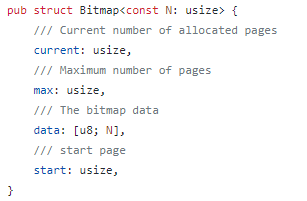 pub struct Bitmap<const N: usize> {
    /// Current number of allocated pages
    current: usize,
    /// Maximum number of pages
    max: usize,
    /// The bitmap data
    data: [u8; N],
    /// start page
    start: usize,
}